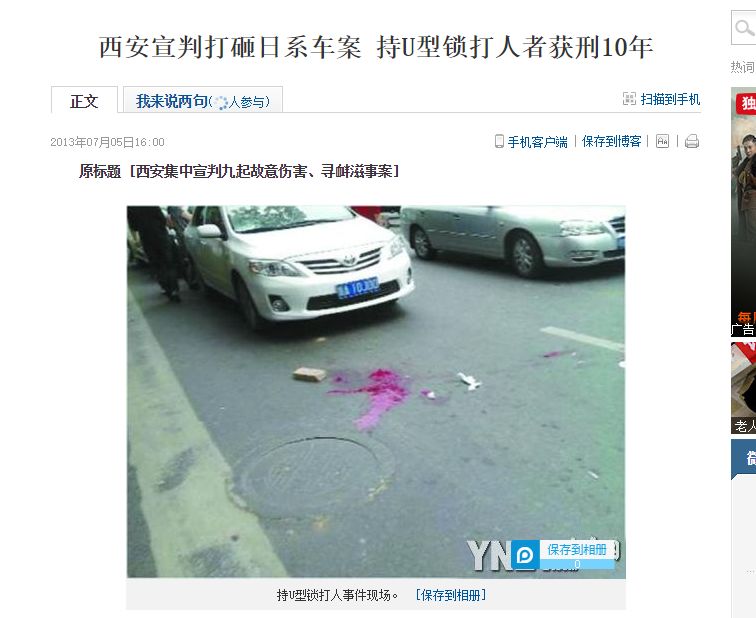 西安宣判打砸日系车案 持U型锁打人者获刑10年
正文
我来说两句( 人参与)
扫描到手机
热词
独
2013年07月05日16:00
手机客户端 | 保存到博客 | Aa |
原标题 [西安集中宣判九起故意伤害、寻衅滋事案]
广告
老人
YN
保存到相册
0
持U型锁打人事件现场。 [保存到相册]